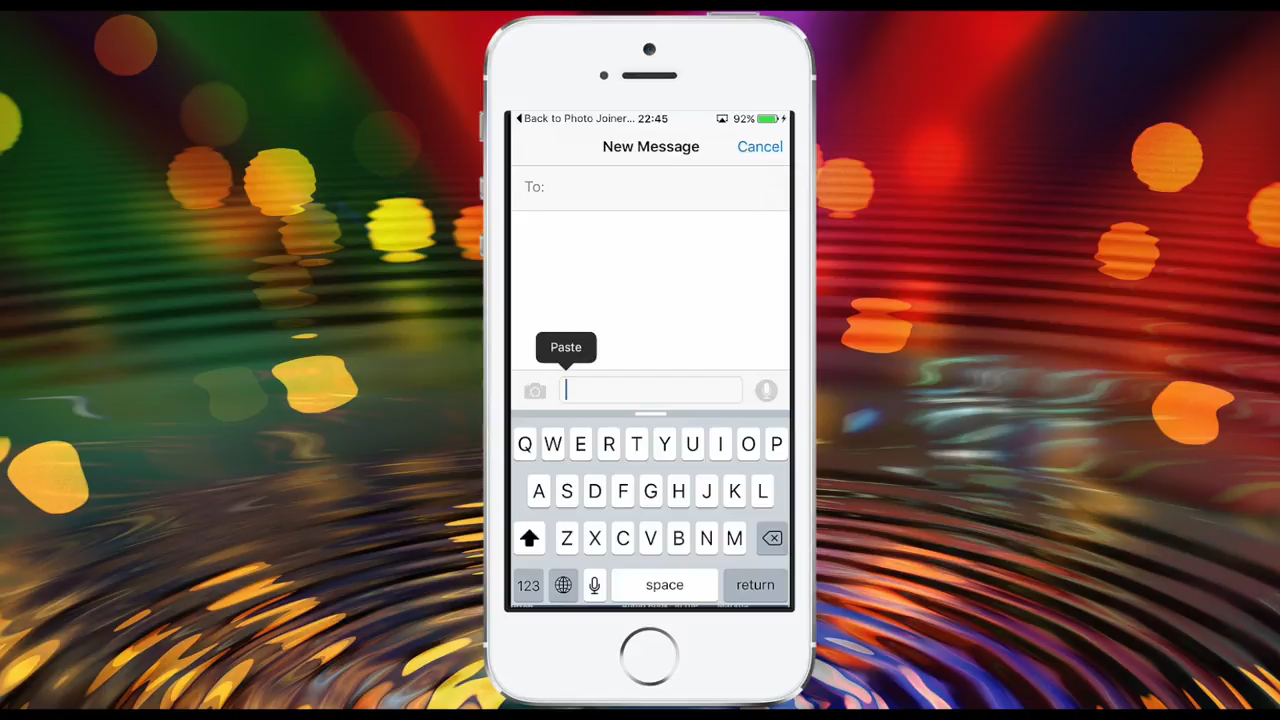 Back to Photo Joiner... 22:45 92%
New Message Cancel
To:
Paste
Q W E R T Y U I O P
A S D F G H J K L
Z X C V B N M
123 space return